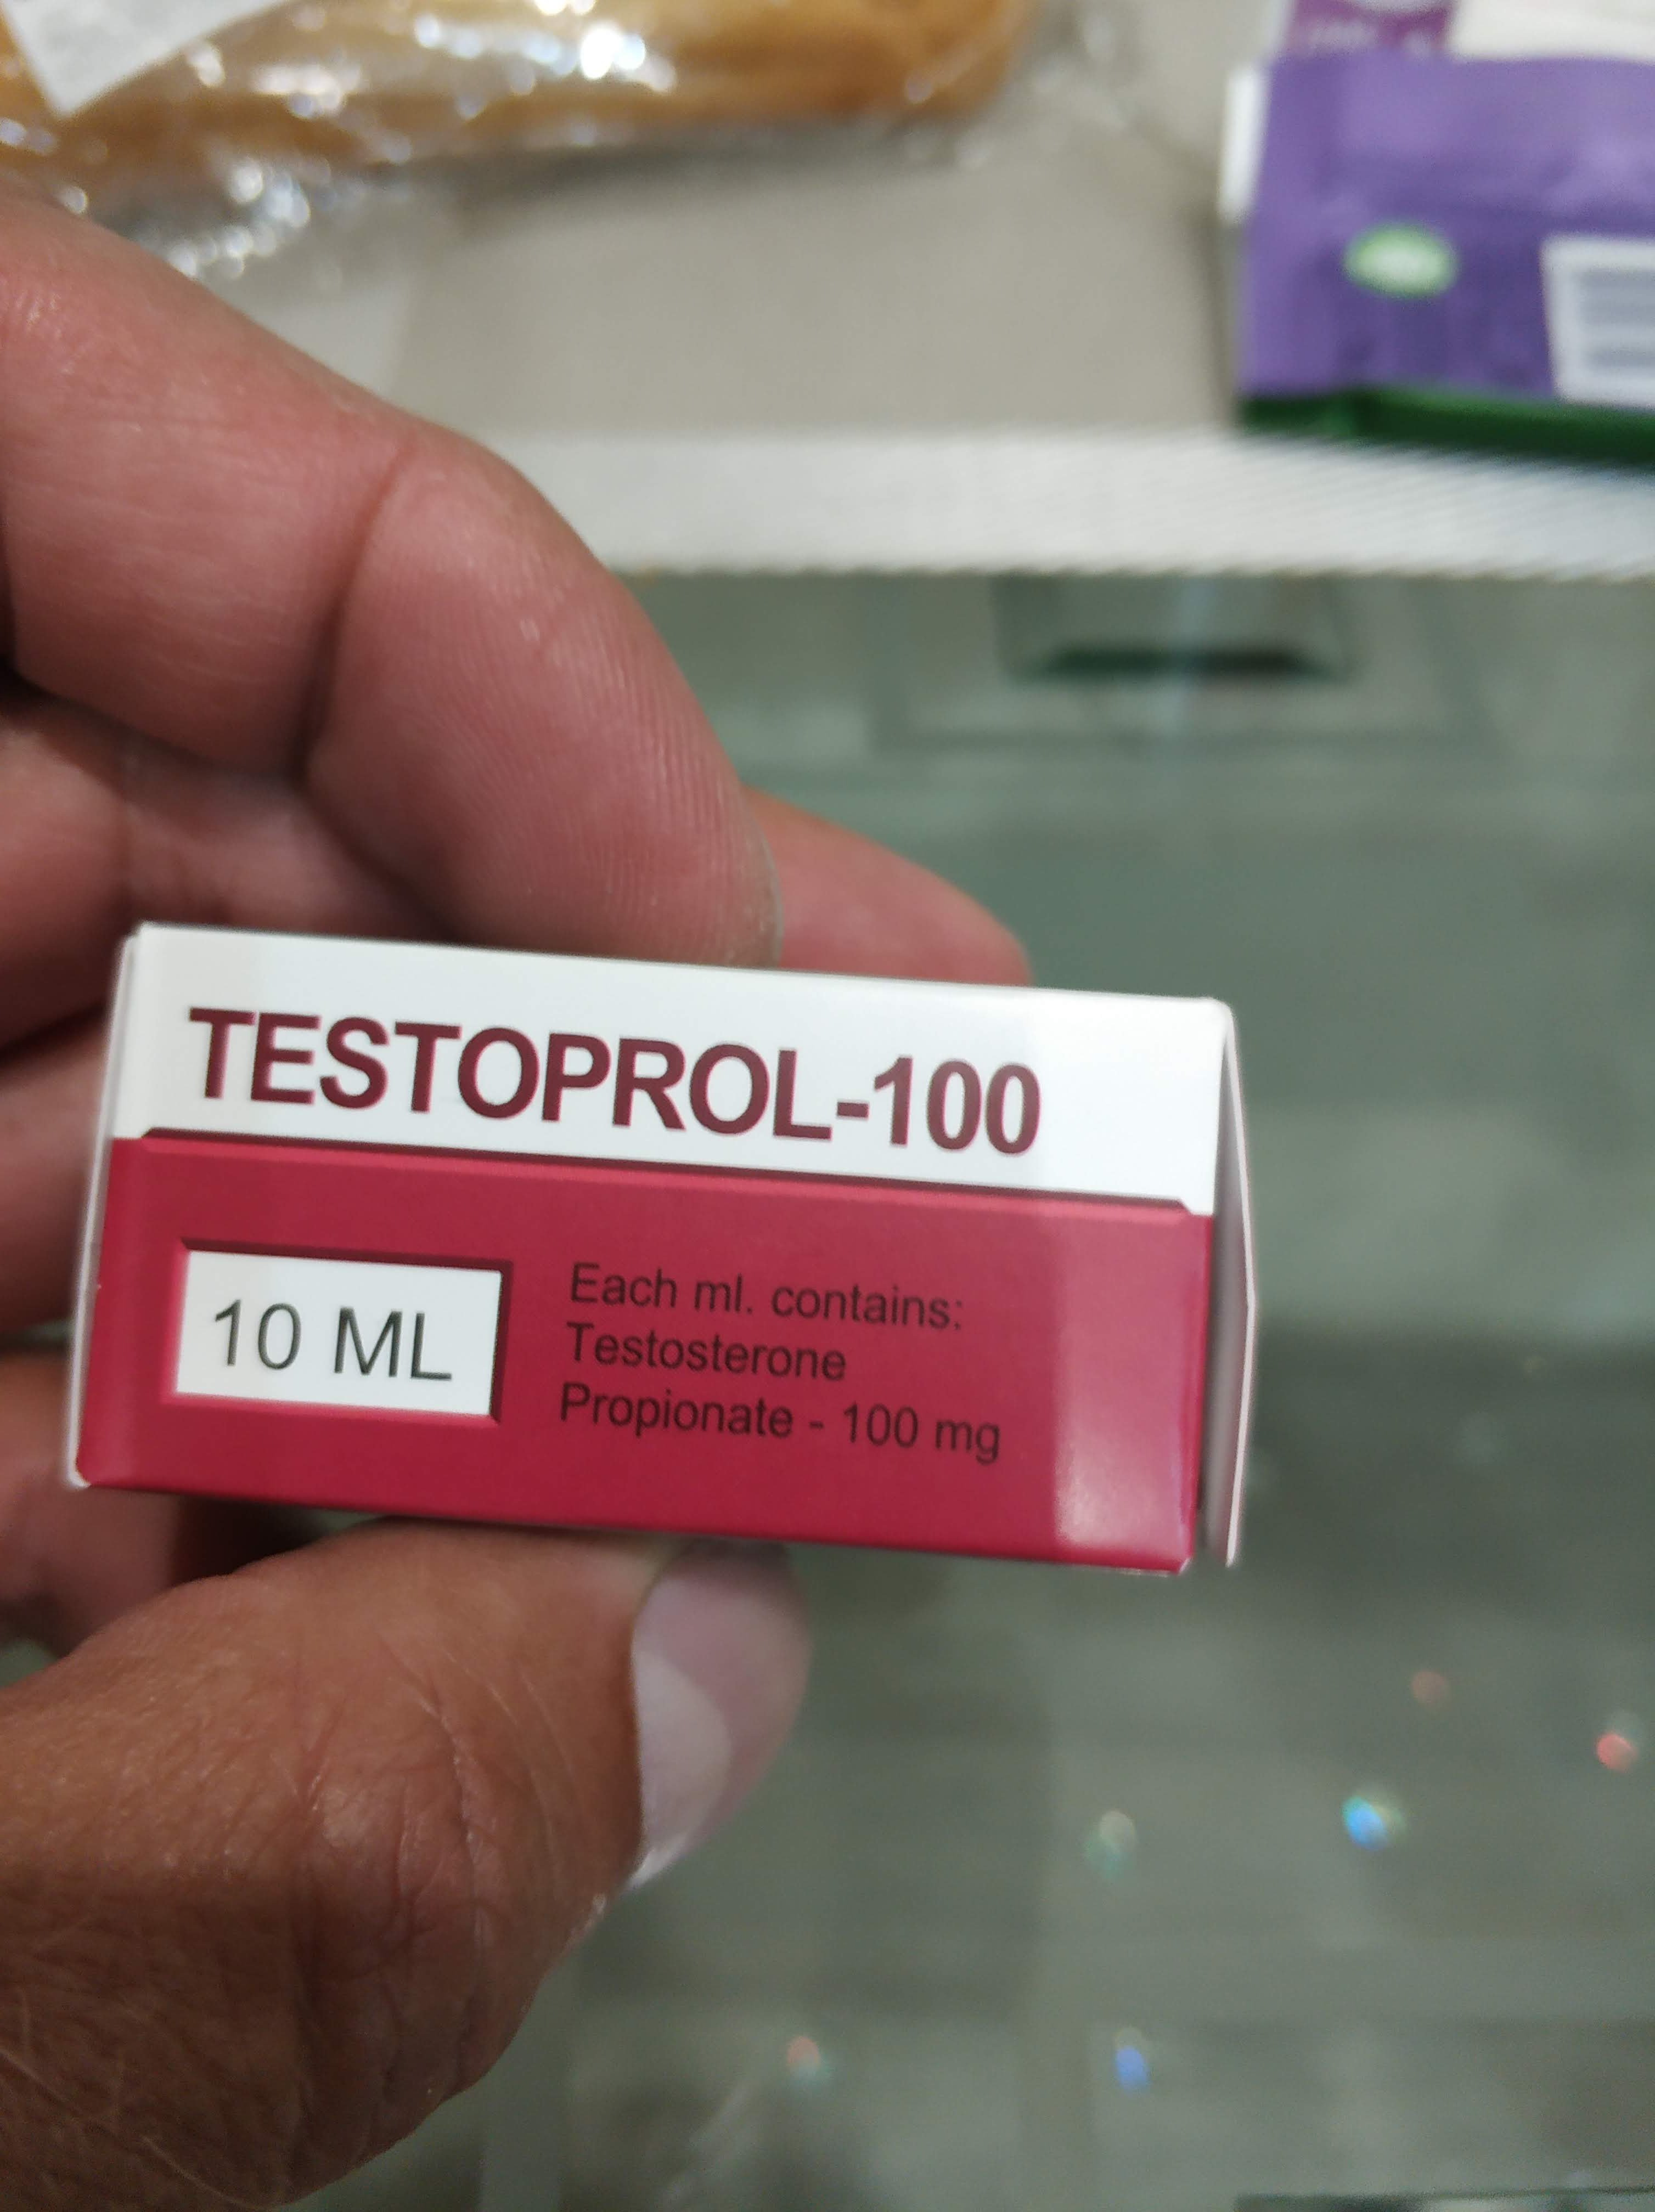 TESTOPROL-100
10 ML
Each ml. contains:
Testosterone
Propionate - 100 mg